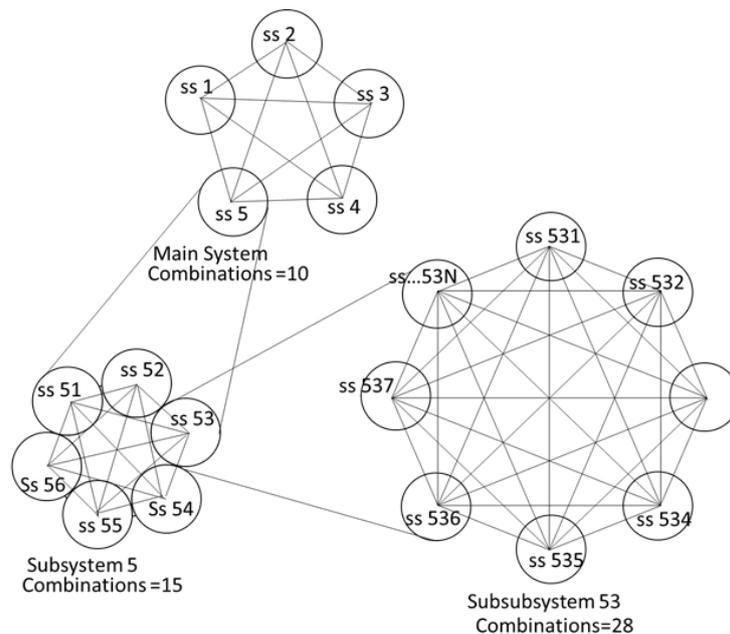 ss 2
ss 1
ss 3
ss 5
ss 4
Main System
Combinations =10
ss 531
ss...53N
ss 532
ss 52
ss 51
ss 537
ss 53
Ss 56
Ss 54
ss 55
ss 536
ss 534
ss 535
Subsystem 5
Combinations =15
Subsubsystem 53
Combinations=28